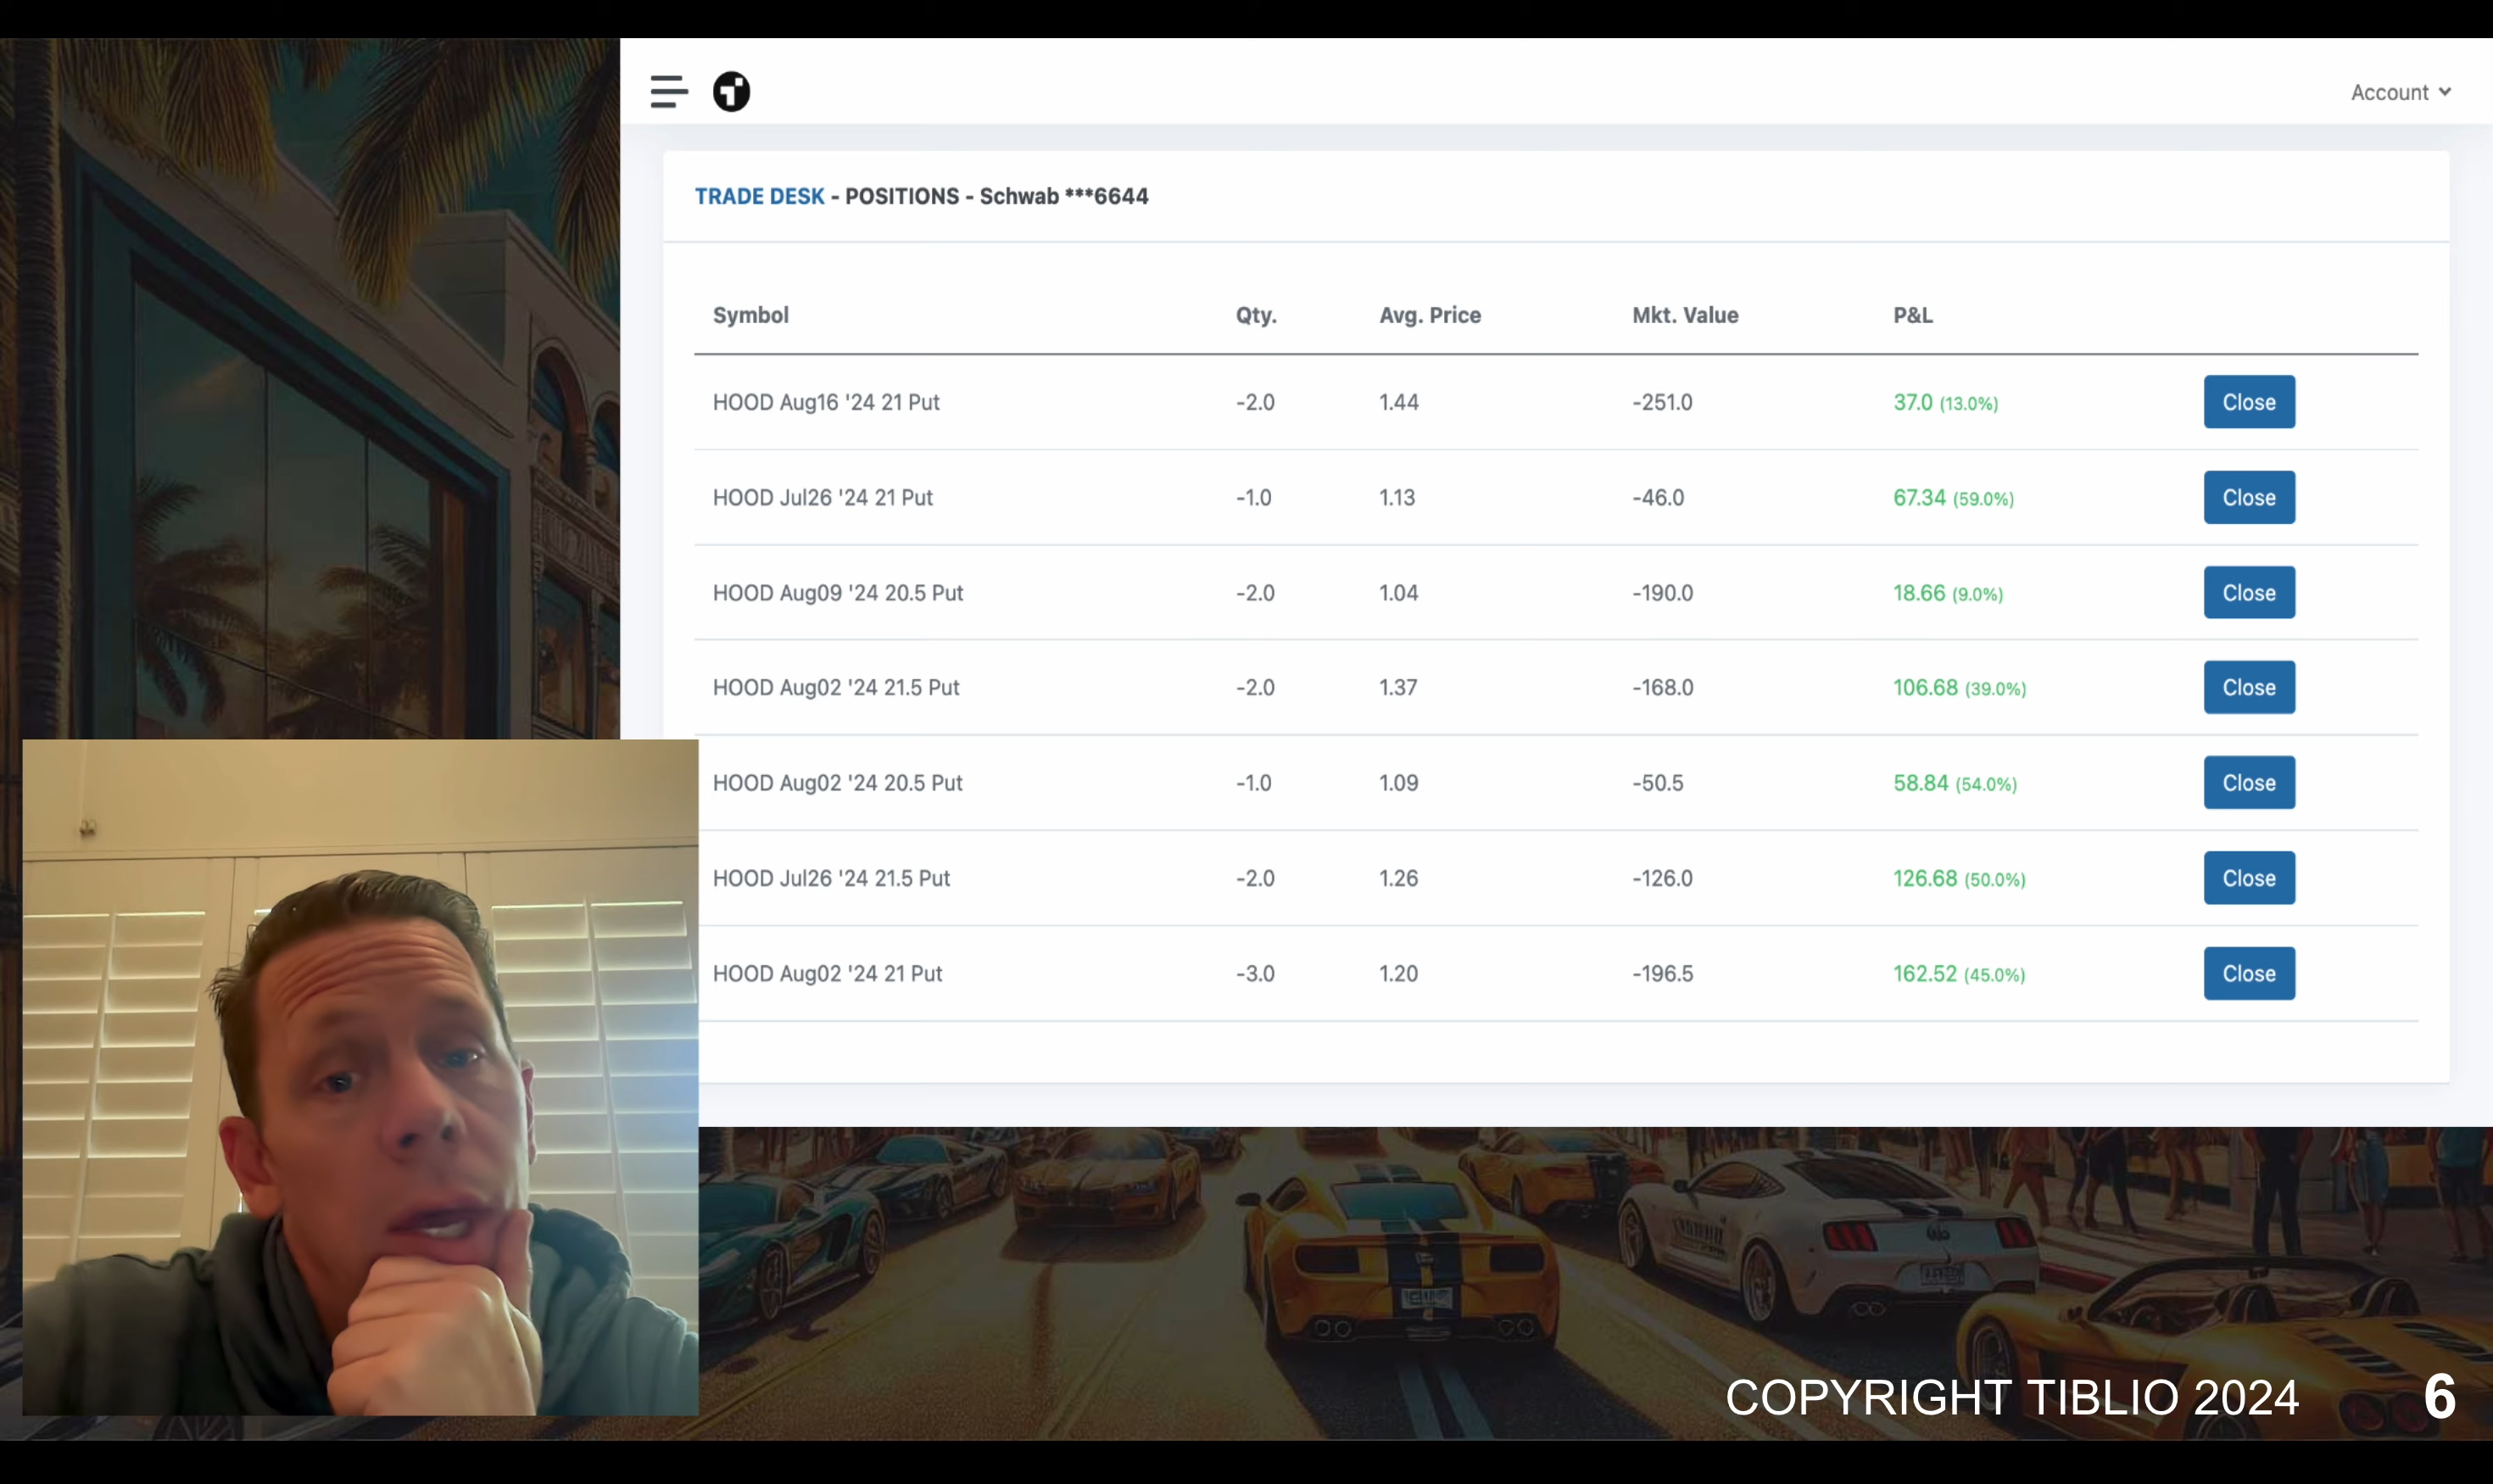 Account
TRADE DESK - POSITIONS - Schwab ***6644
Symbol Qty. Avg. Price Mkt. Value P&L
HOOD Aug16 '24 21 Put -2.0 1.44 -251.0 37.0 (13.0%) Close
HOOD Jul26 '24 21 Put -1.0 1.13 -46.0 67.34 (59.0%) Close
HOOD Aug09 '24 20.5 Put -2.0 1.04 -190.0 18.66 (9.0%) Close
HOOD Aug02 '24 21.5 Put -2.0 1.37 -168.0 106.68 (39.0%) Close
HOOD Aug02 '24 20.5 Put -1.0 1.09 -50.5 58.84 (54.0%) Close
HOOD Jul26 '24 21.5 Put -2.0 1.26 -126.0 126.68 (50.0%) Close
HOOD Aug02 '24 21 Put -3.0 1.20 -196.5 162.52 (45.0%) Close
COPYRIGHT TIBLIO 2024 6